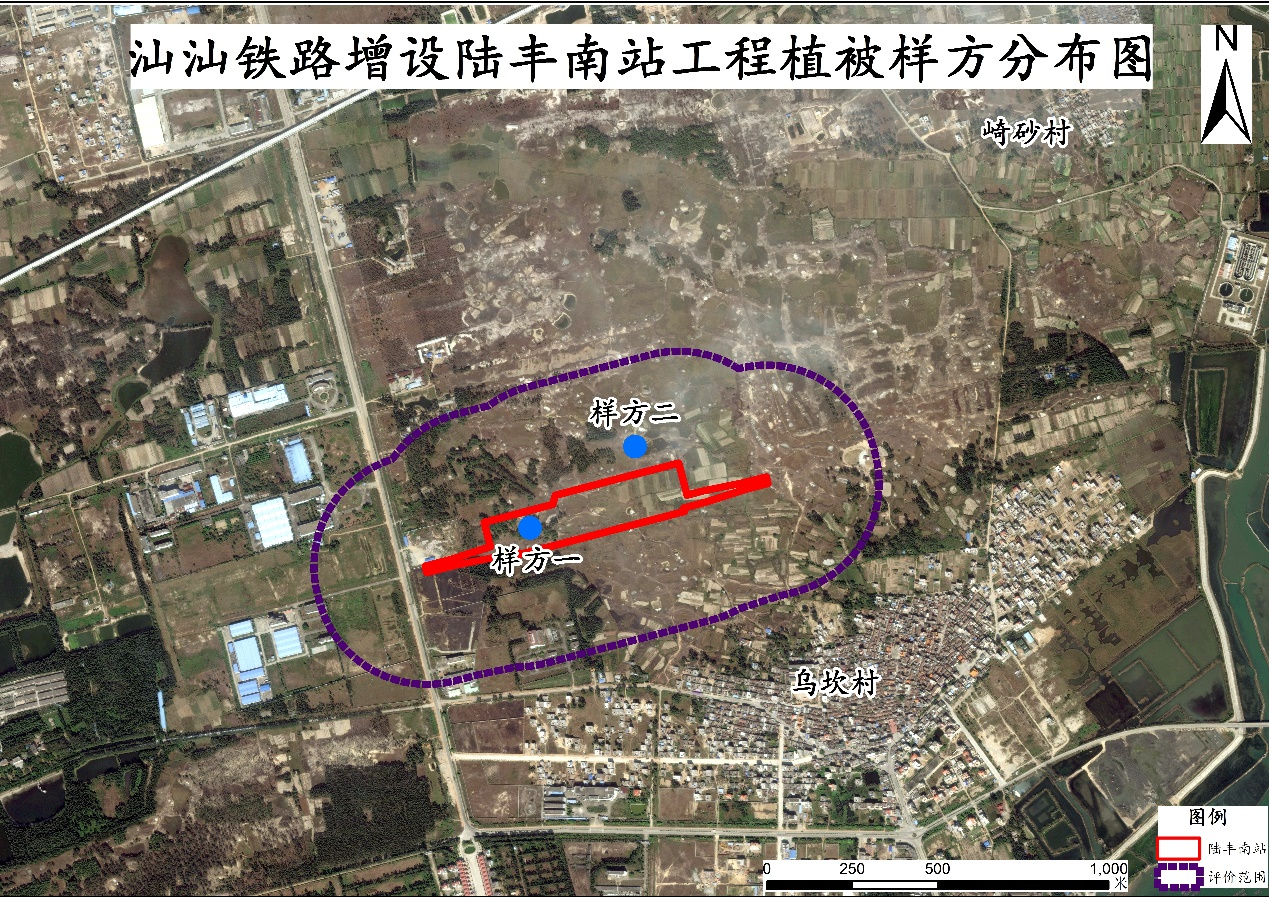 汕汕铁路增设陆丰南站工程植被样方分布图
N
崎砂村
样方二
样方一
乌坎村
图例
陆丰南站
评价范围
0 250 500 1,000
米